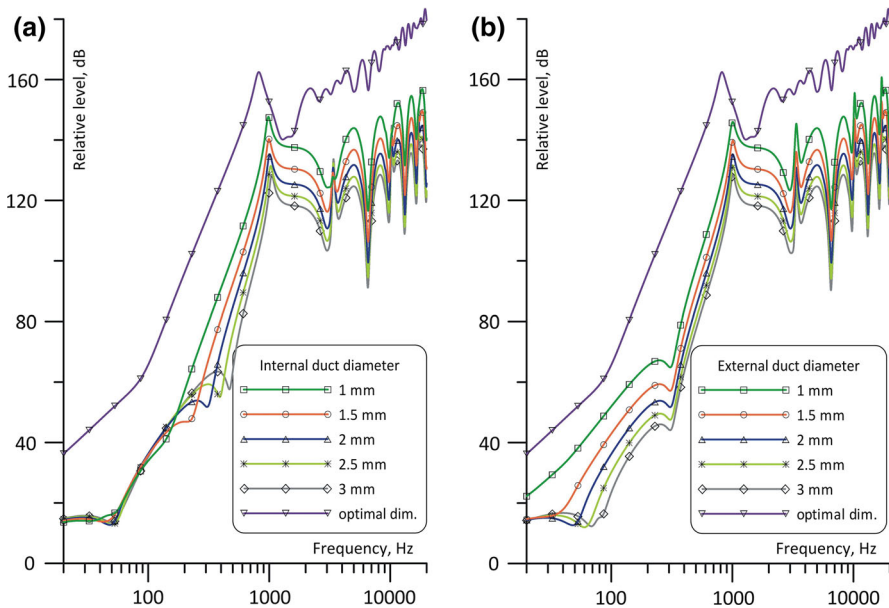 (a)
Relative level, dB
160
120
80
40
0
Internal duct diameter
1 mm
1.5 mm
2 mm
2.5 mm
3 mm
optimal dim.
Frequency, Hz
100
1000
10000
(b)
Relative level, dB
160
120
80
40
0
External duct diameter
1 mm
1.5 mm
2 mm
2.5 mm
3 mm
optimal dim.
Frequency, Hz
100
1000
10000